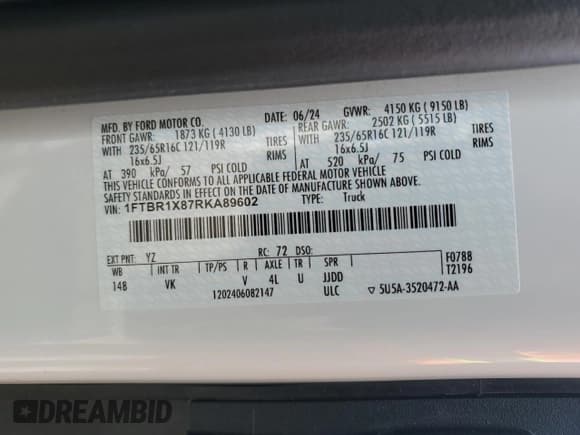 MFD. BY FORD MOTOR CO. DATE: 06/24 GVWR: 4150 KG ( 9150 LB)
FRONT GAWR: 1873 KG ( 4130 LB) REAR GAWR: 2502 KG ( 5515 LB)
WITH 235/65R16C 121/119R TIRES WITH 235/65R16C 121/119R TIRES
16x6.5J RIMS 16x6.5J RIMS
AT 390 kPa/ 57 PSI COLD AT 520 kPa/ 75 PSI COLD
THIS VEHICLE CONFORMS TO ALL APPLICABLE FEDERAL MOTOR VEHICLE
SAFETY STANDARDS IN EFFECT ON THE DATE OF MANUFACTURE SHOWN ABOVE.
VIN: 1FTBR1X87RKA89602 TYPE: Truck
EXT PNT: YZ RC: 72 DSO: F0788
WB INT TR TP/PS R AXLE TR SPR T2196
148 VK V 4L U JJDD
1202406082147 ULC ▽ 5U5A-3520472-AA
DREAMBID